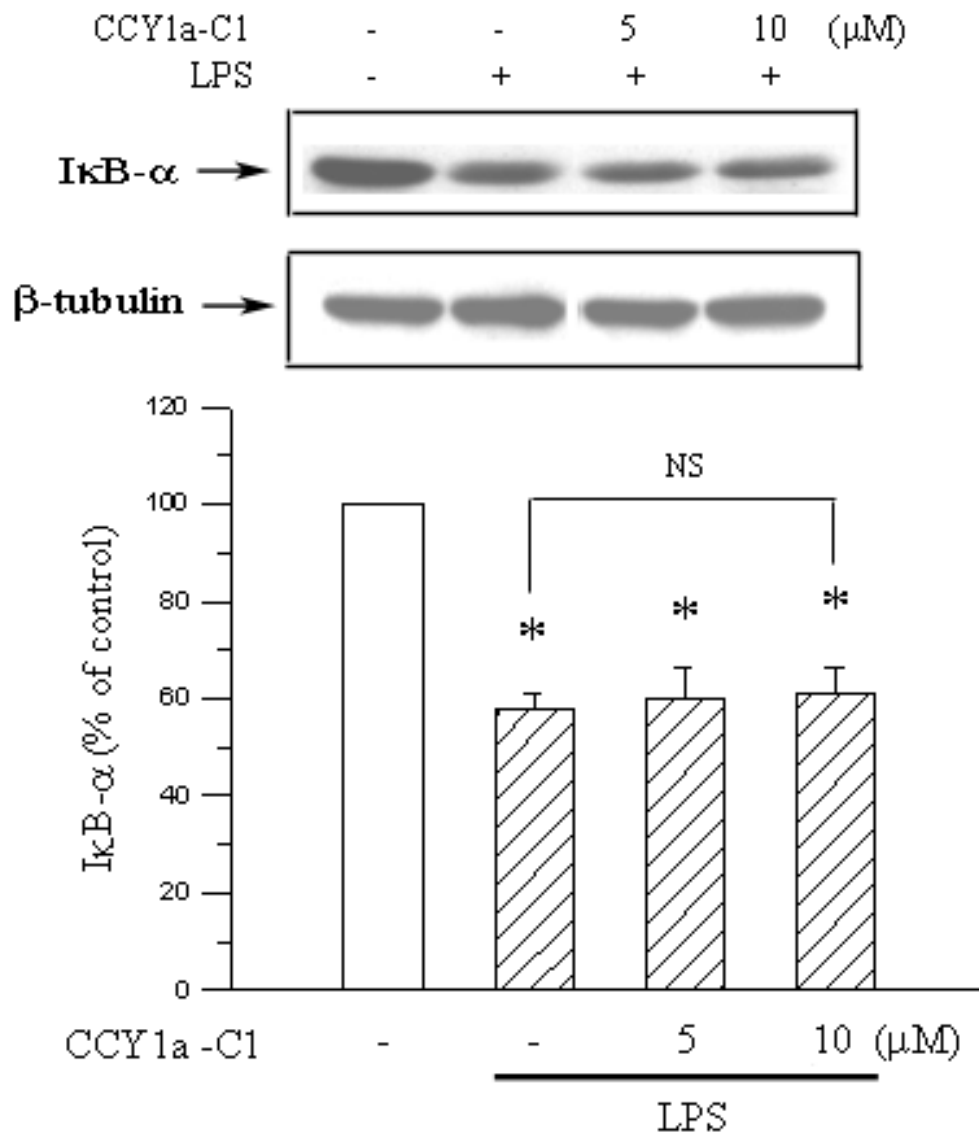 CCY1a-C1 - - 5 10 (μM)
LPS - + + +
IκB-α
β-tubulin
120
100
80
60
40
20
0
IκB-α (% of control)
NS
* * *
CCY1a -C1 - - 5 10 (μM)
LPS